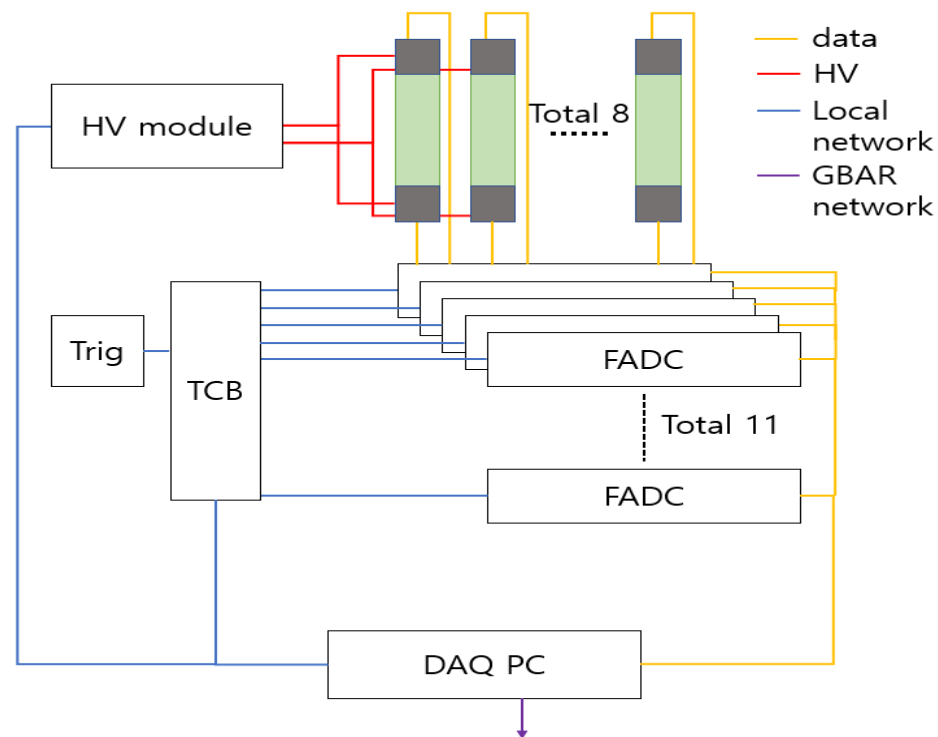 data
HV
Local
network
GBAR
network
HV module
Total 8
Trig
TCB
FADC
Total 11
FADC
DAQ PC